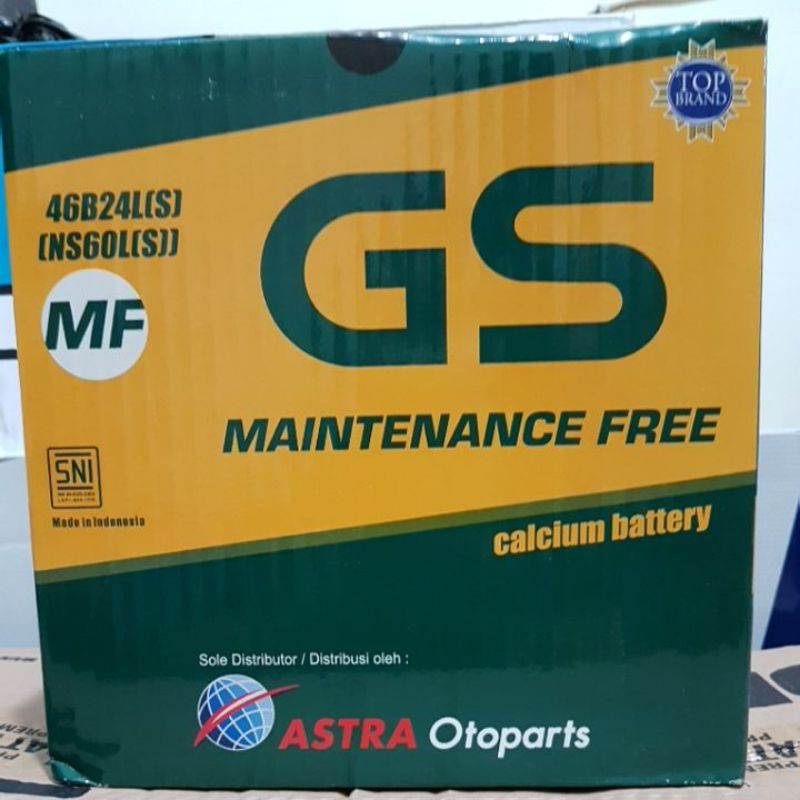 TOP
BRAND
46B24L(S)
(NS60L(S))
GS
MF
MAINTENANCE FREE
SNI
Made in Indonesia
calcium battery
Sole Distributor / Distribusi oleh :
ASTRA Otoparts